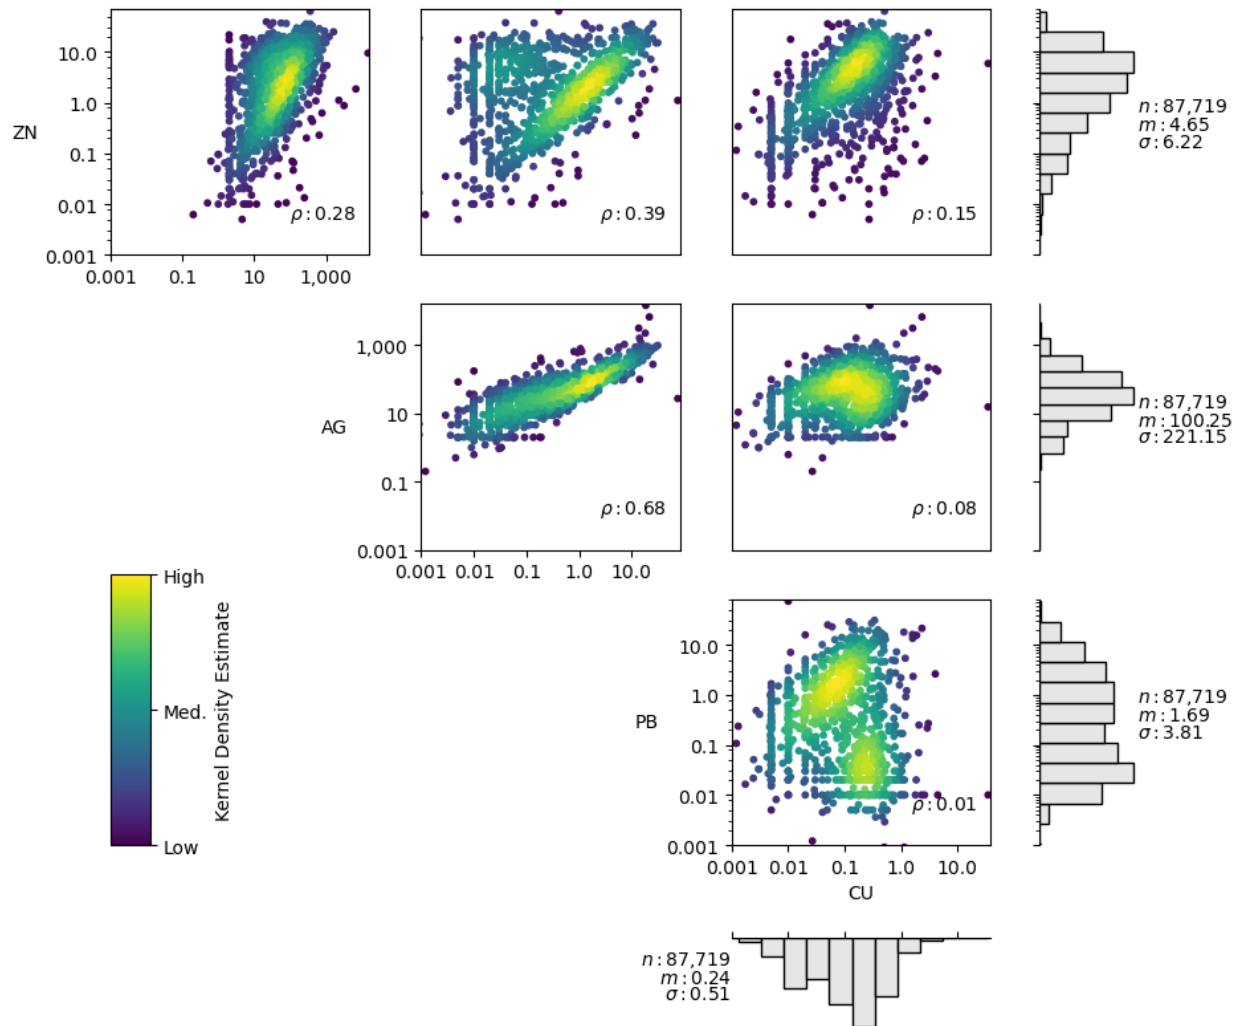 10.0
1.0
0.1
0.01
0.001
ZN
ρ : 0.28
ρ : 0.39
ρ : 0.15
n : 87,719
m : 4.65
σ : 6.22
0.001 0.1 10 1,000
1,000
10
0.1
0.001
AG
ρ : 0.68
ρ : 0.08
n : 87,719
m : 100.25
σ : 221.15
0.001 0.01 0.1 1.0 10.0
High
Med.
Low
Kernel Density Estimate
10.0
1.0
0.1
0.01
0.001
PB
ρ : 0.01
n : 87,719
m : 1.69
σ : 3.81
0.001 0.01 0.1 1.0 10.0
CU
n : 87,719
m : 0.24
σ : 0.51